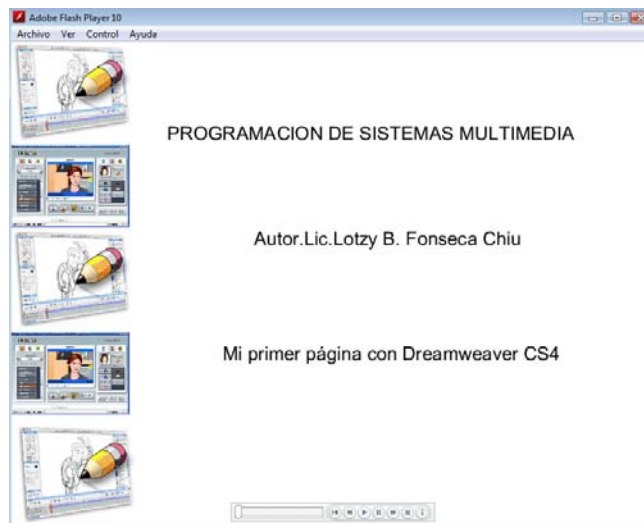 Adobe Flash Player 10
Archivo Ver Control Ayuda
PROGRAMACION DE SISTEMAS MULTIMEDIA
Autor.Lic.Lotzy B. Fonseca Chiu
Mi primer página con Dreamweaver CS4